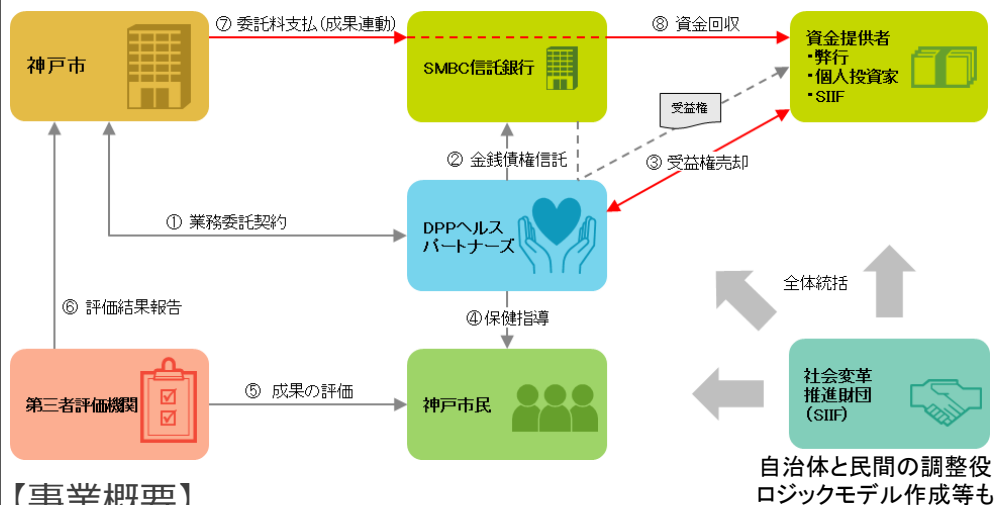 ⑦ 委託料支払(成果連動)
⑧ 資金回収
神戸市
SMBC信託銀行
資金提供者
・弊行
・個人投資家
・SIIF
受益権
② 金銭債権信託
③ 受益権売却
① 業務委託契約
DPPヘルス
パートナーズ
全体統括
⑥ 評価結果報告
④保健指導
第三者評価機関
⑤ 成果の評価
神戸市民
社会変革
推進財団
(SIIF)
自治体と民間の調整役
ロジックモデル作成等も
【事業概要】